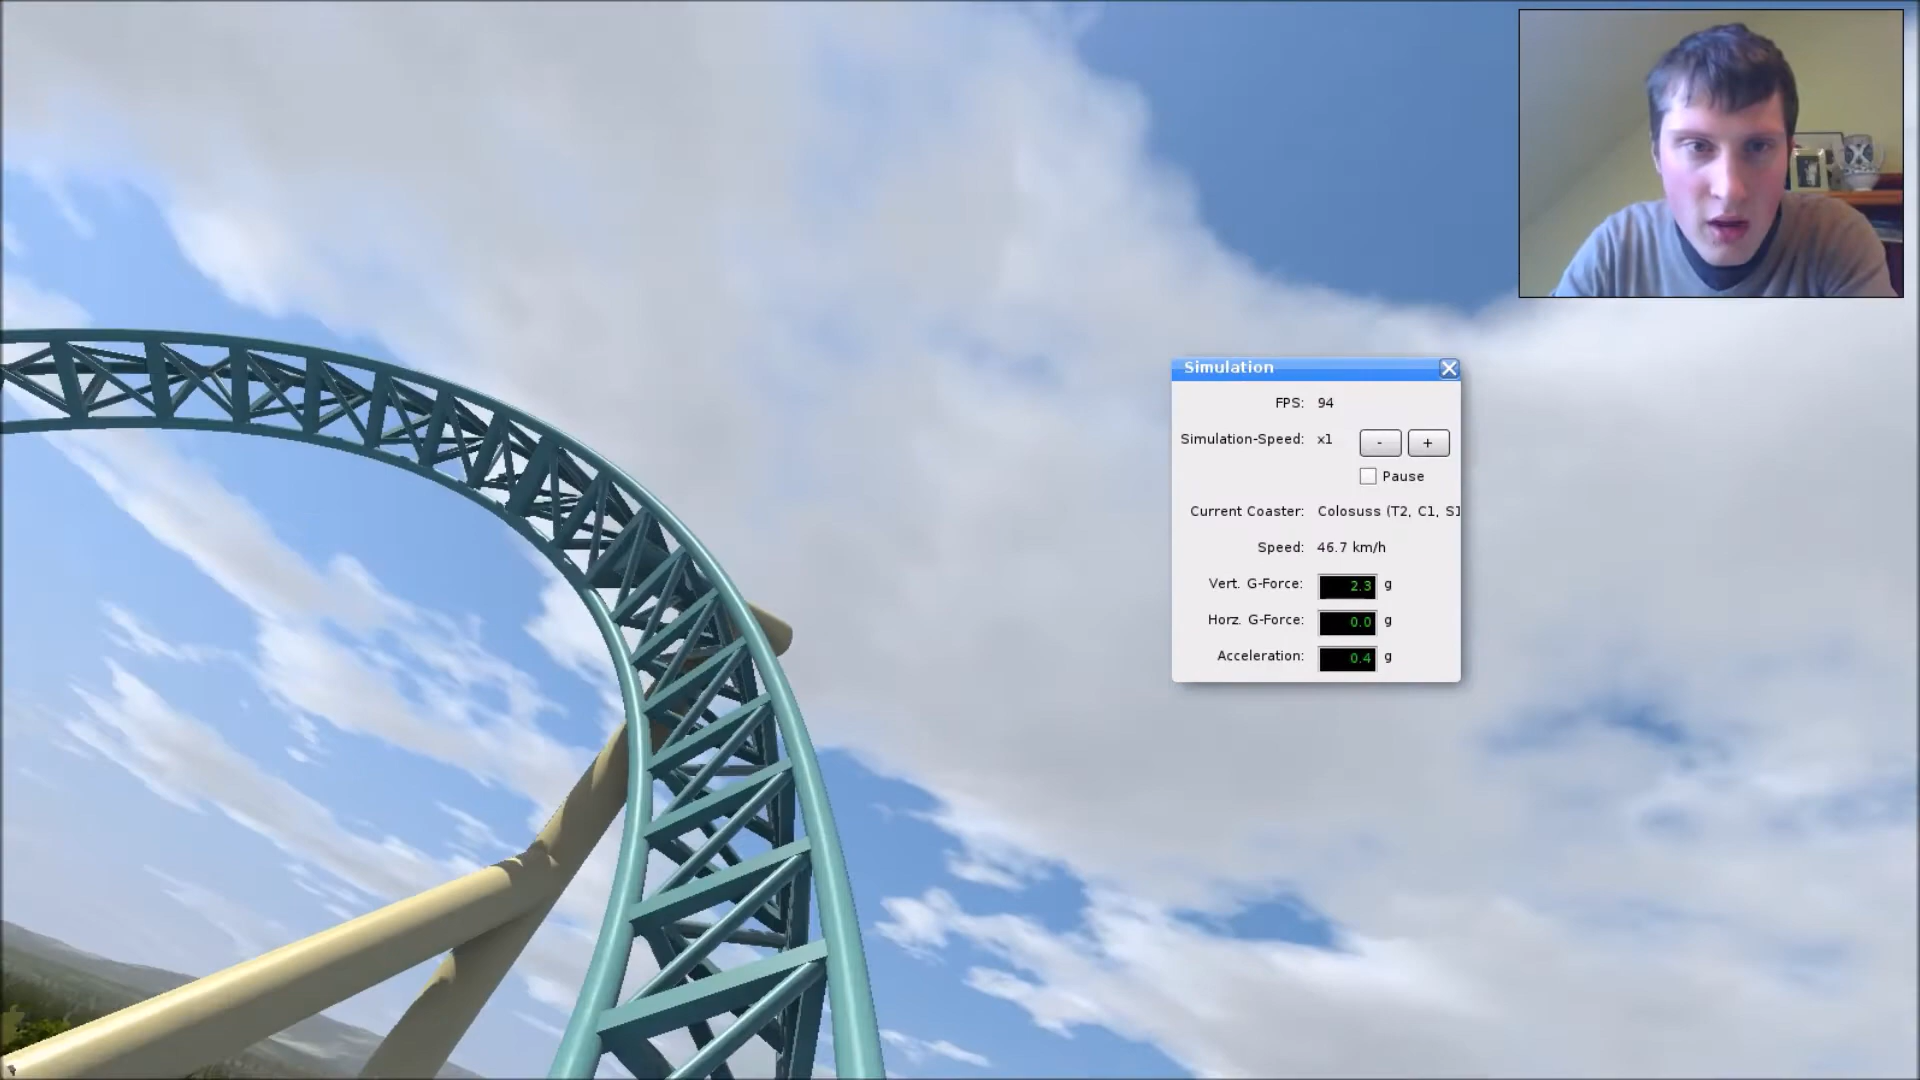 Simulation
FPS: 94
Simulation-Speed: x1 - +
Pause
Current Coaster: Colosuss (T2, C1, S1
Speed: 46.7 km/h
Vert. G-Force: 2.3 g
Horz. G-Force: 0.0 g
Acceleration: 0.4 g